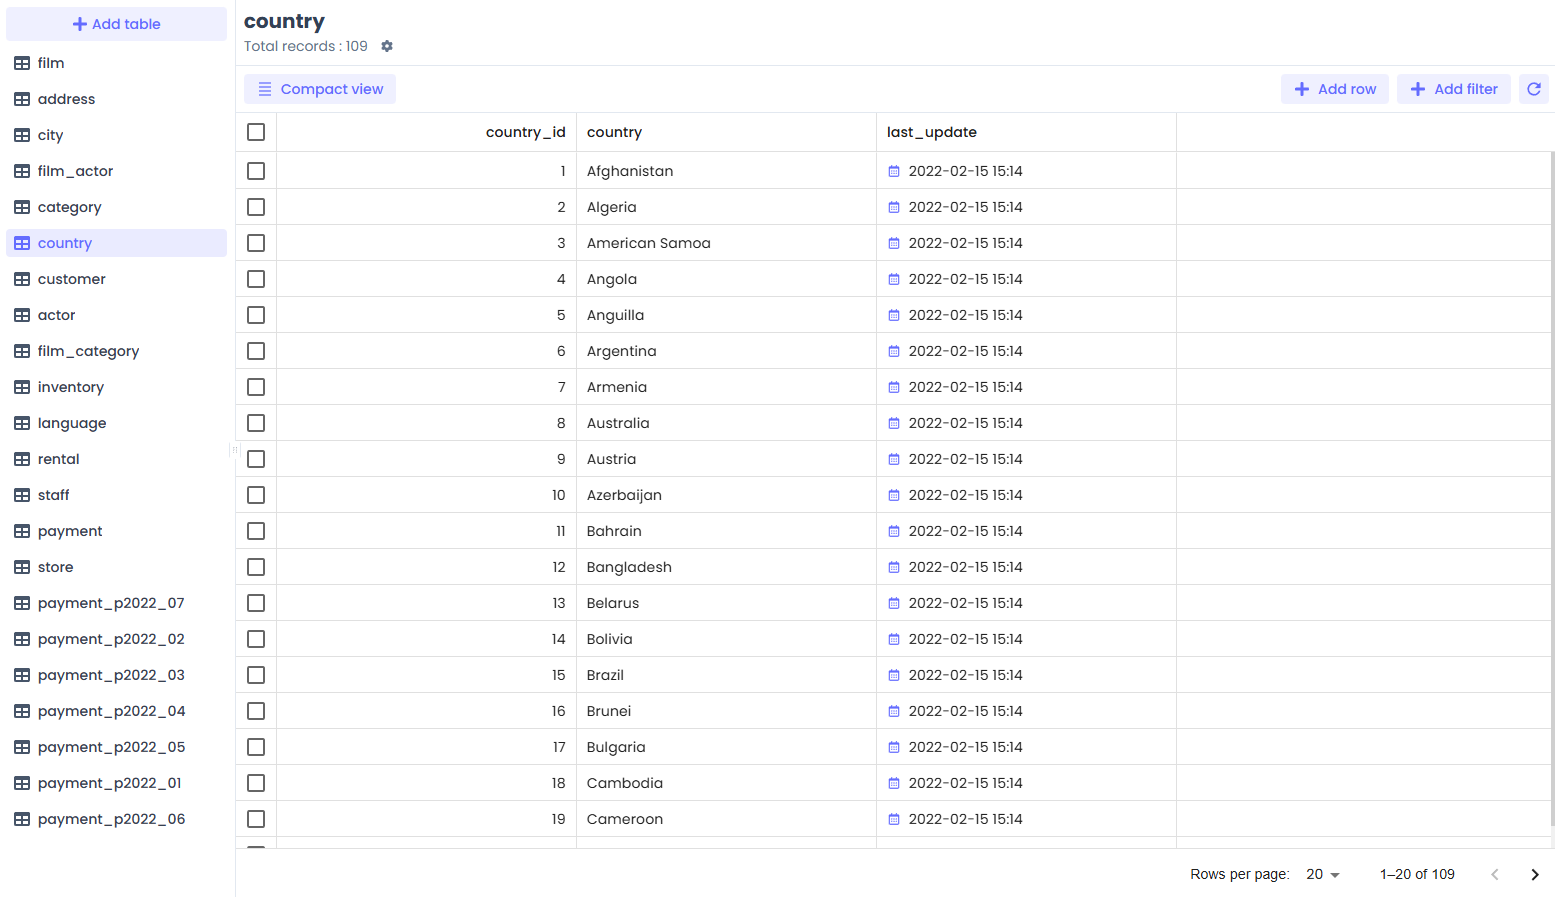 Add table
film
address
city
film_actor
category
country
customer
actor
film_category
inventory
language
rental
staff
payment
store
payment_p2022_07
payment_p2022_02
payment_p2022_03
payment_p2022_04
payment_p2022_05
payment_p2022_01
payment_p2022_06
country
Total records : 109
Compact view Add row Add filter
country_id country last_update
1 Afghanistan 2022-02-15 15:14
2 Algeria 2022-02-15 15:14
3 American Samoa 2022-02-15 15:14
4 Angola 2022-02-15 15:14
5 Anguilla 2022-02-15 15:14
6 Argentina 2022-02-15 15:14
7 Armenia 2022-02-15 15:14
8 Australia 2022-02-15 15:14
9 Austria 2022-02-15 15:14
10 Azerbaijan 2022-02-15 15:14
11 Bahrain 2022-02-15 15:14
12 Bangladesh 2022-02-15 15:14
13 Belarus 2022-02-15 15:14
14 Bolivia 2022-02-15 15:14
15 Brazil 2022-02-15 15:14
16 Brunei 2022-02-15 15:14
17 Bulgaria 2022-02-15 15:14
18 Cambodia 2022-02-15 15:14
19 Cameroon 2022-02-15 15:14
Rows per page: 20 1–20 of 109